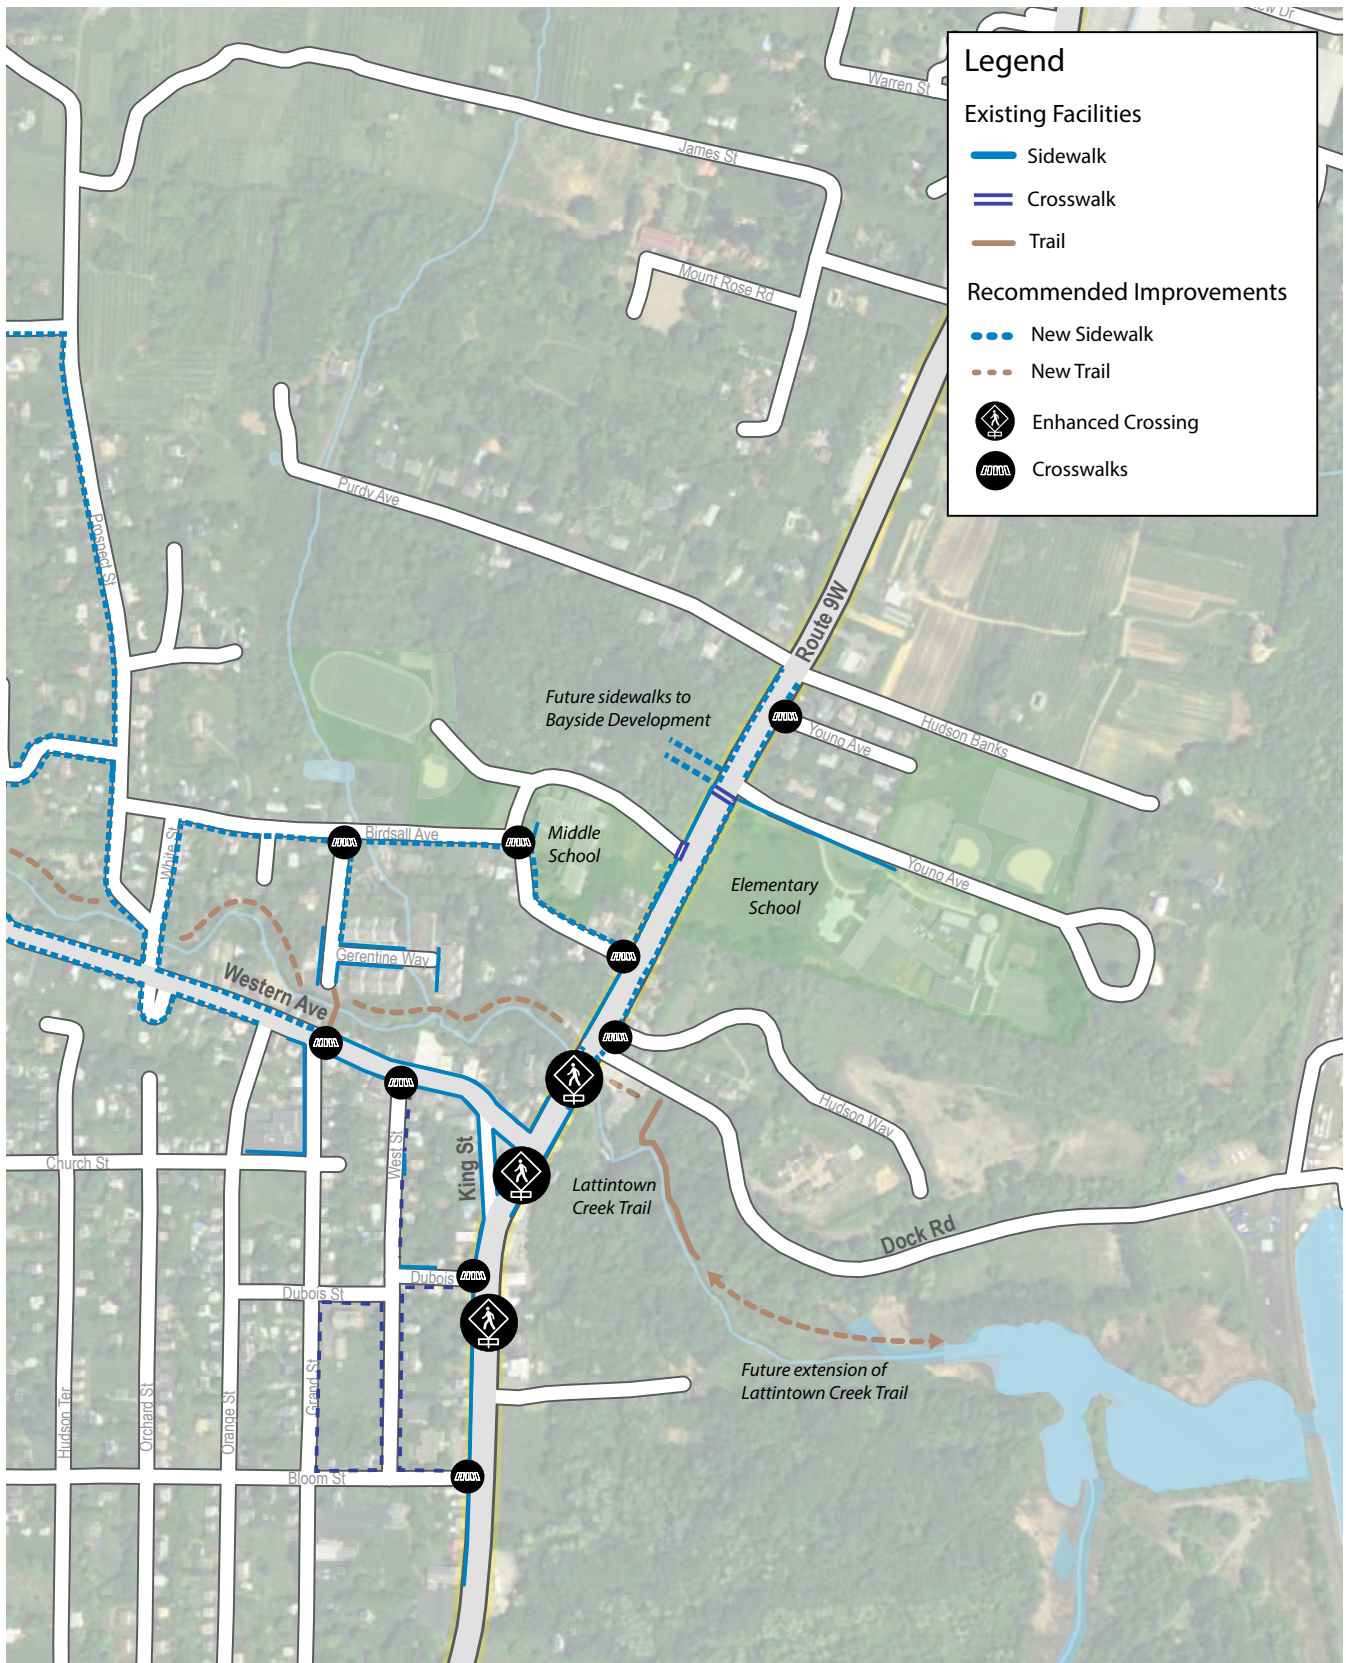 ew Dr
Warren St
Legend
Existing Facilities
Sidewalk
Crosswalk
Trail
Recommended Improvements
New Sidewalk
New Trail
Enhanced Crossing
Crosswalks
James St
Mount Rose Rd
Purdy Ave
Prospect St
Route 9W
Future sidewalks to
Bayside Development
Hudson Banks
Young Ave
Birdsall Ave
White St
Middle
School
Elementary
School
Young Ave
Gerentine Way
Western Ave
Hudson Way
Church St
West St
King St
Lattintown
Creek Trail
Dock Rd
Dubois
Dubois St
Future extension of
Lattintown Creek Trail
Hudson Ter
Orchard St
Orange St
Grand St
Bloom St